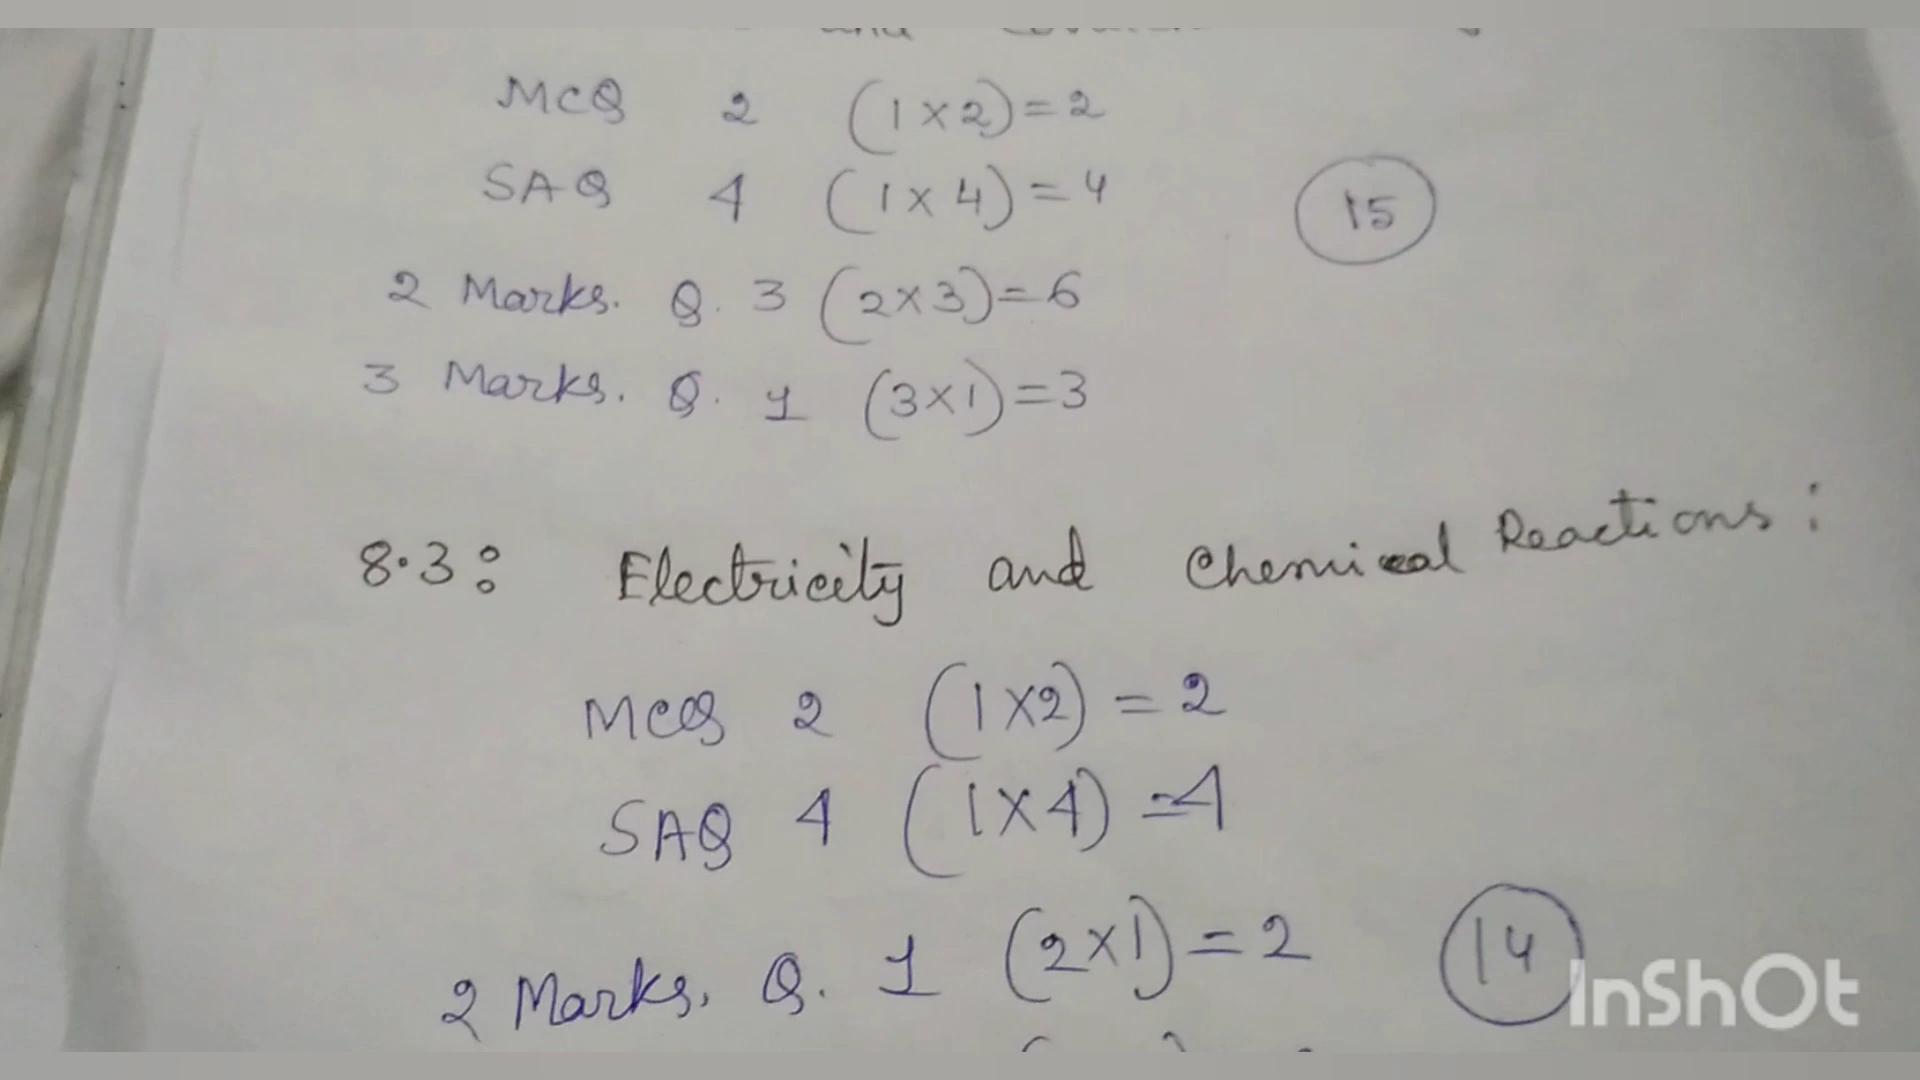 and
MCQ 2 (1×2)=2
SAQ 4 (1×4)=4
15
2 Marks. Q. 3 (2×3)=6
3 Marks. Q. 1 (3×1)=3
8.3: Electricity and Chemical Reactions:
MCQ 2 (1×2)=2
SAQ 4 (1×4)=4
2 Marks. Q. 1 (2×1)=2
14
InShOt